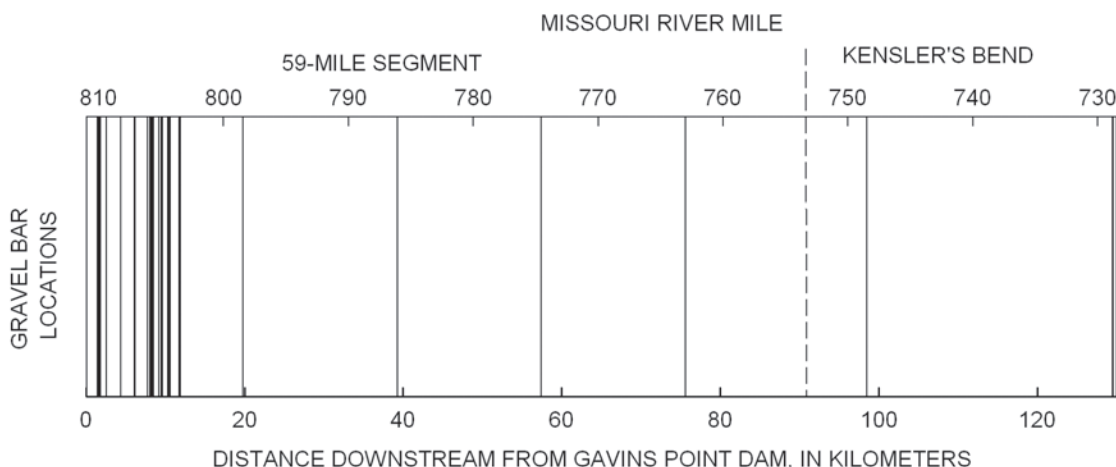 MISSOURI RIVER MILE
59-MILE SEGMENT
KENSLER'S BEND
810 800 790 780 770 760 750 740 730
GRAVEL BAR
LOCATIONS
0 20 40 60 80 100 120
DISTANCE DOWNSTREAM FROM GAVINS POINT DAM, IN KILOMETERS